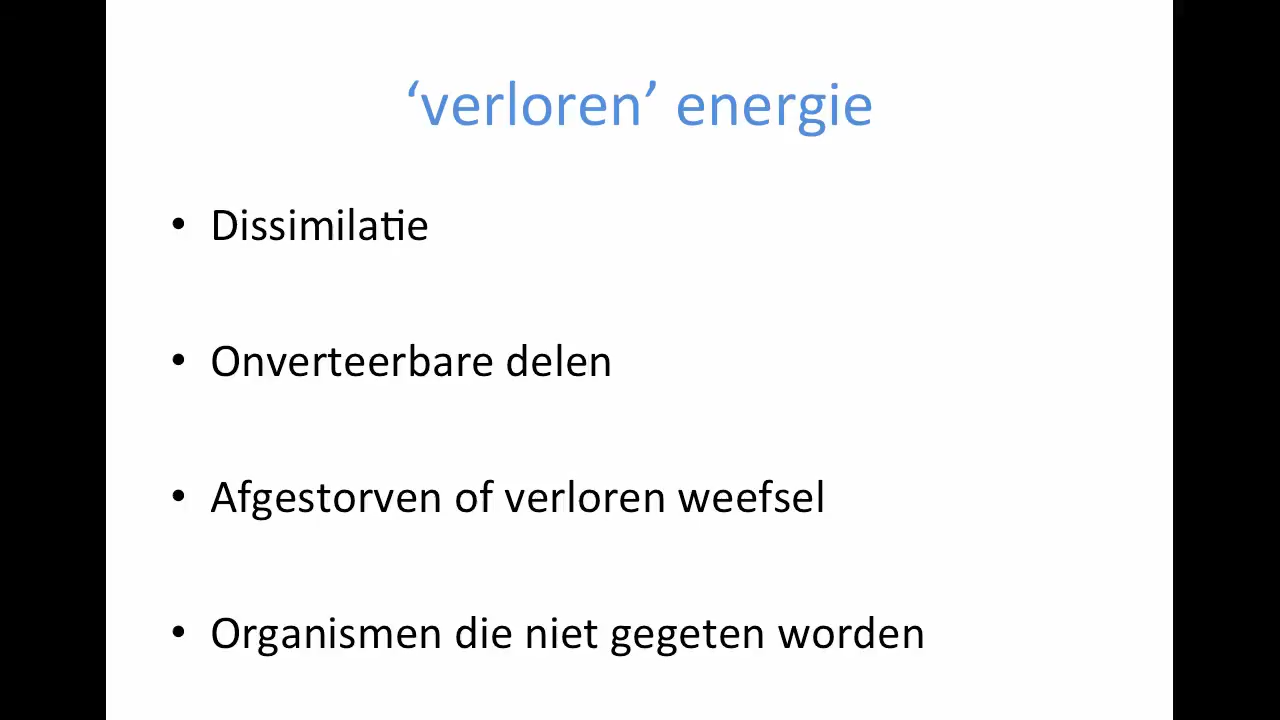 ‘verloren’ energie
• Dissimilatie
• Onverteerbare delen
• Afgestorven of verloren weefsel
• Organismen die niet gegeten worden